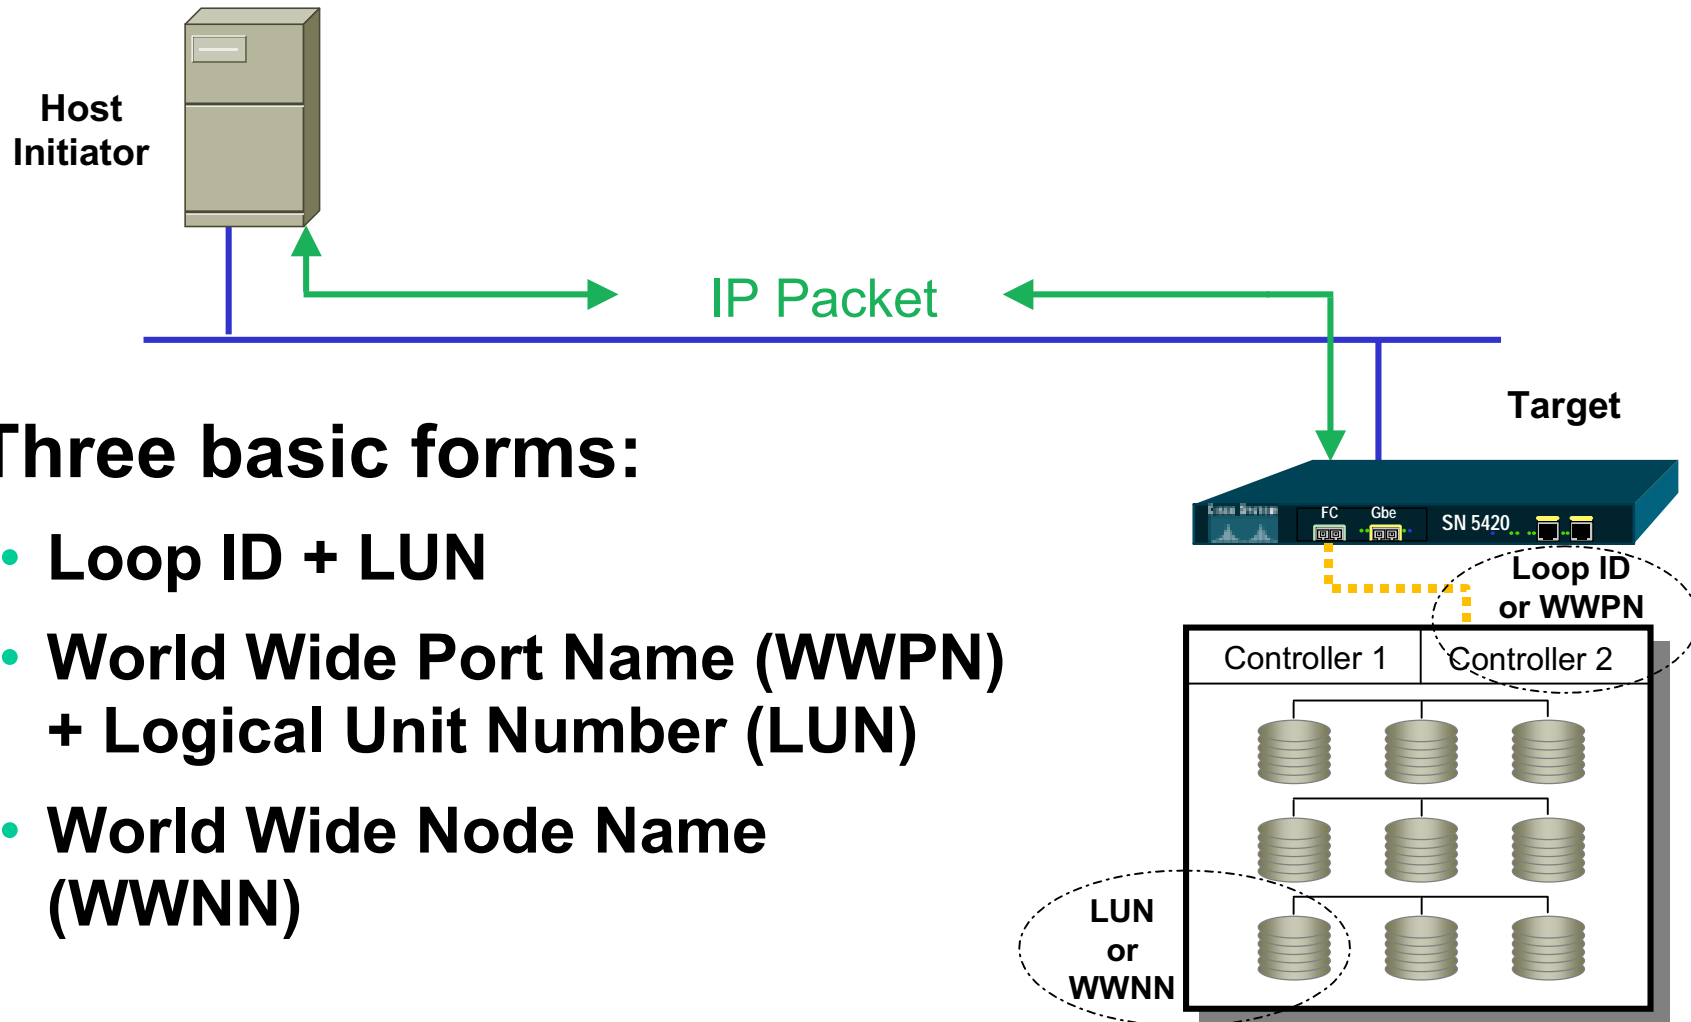 Host
Initiator
IP Packet
Target
Three basic forms:
• Loop ID + LUN
• World Wide Port Name (WWPN)
+ Logical Unit Number (LUN)
• World Wide Node Name
(WWNN)
Cisco Systems
FC
Gbe
SN 5420
Loop ID
or WWPN
Controller 1
Controller 2
LUN
or
WWNN